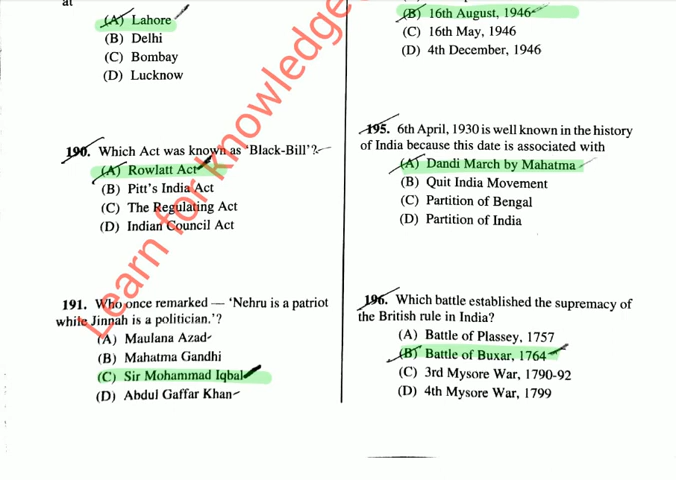 at
(A) Lahore
(B) Delhi
(C) Bombay
(D) Lucknow
190. Which Act was known as 'Black-Bill'?
(A) Rowlatt Act
(B) Pitt's India Act
(C) The Regulating Act
(D) Indian Council Act
191. Who once remarked — 'Nehru is a patriot
while Jinnah is a politician.'?
(A) Maulana Azad
(B) Mahatma Gandhi
(C) Sir Mohammad Iqbal
(D) Abdul Gaffar Khan
(B) 16th August, 1946
(C) 16th May, 1946
(D) 4th December, 1946
195. 6th April, 1930 is well known in the history
of India because this date is associated with
(A) Dandi March by Mahatma
(B) Quit India Movement
(C) Partition of Bengal
(D) Partition of India
196. Which battle established the supremacy of
the British rule in India?
(A) Battle of Plassey, 1757
(B) Battle of Buxar, 1764
(C) 3rd Mysore War, 1790-92
(D) 4th Mysore War, 1799
Learn for knowledge